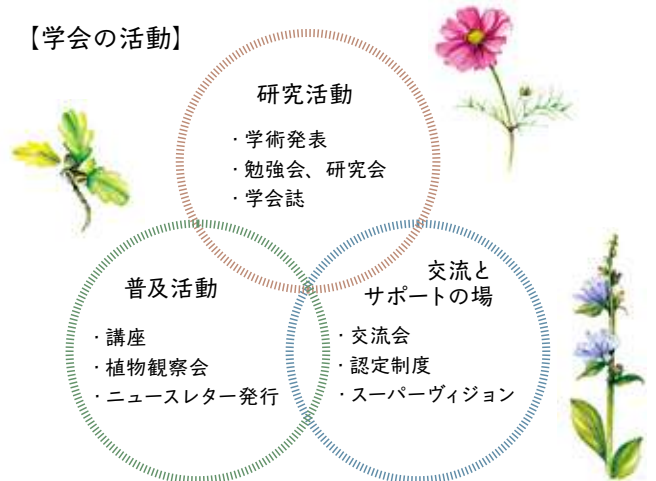 【学会の活動】
研究活動
・学術発表
・勉強会、研究会
・学会誌
普及活動
・講座
・植物観察会
・ニュースレター発行
交流と
サポートの場
・交流会
・認定制度
・スーパーヴィジョン